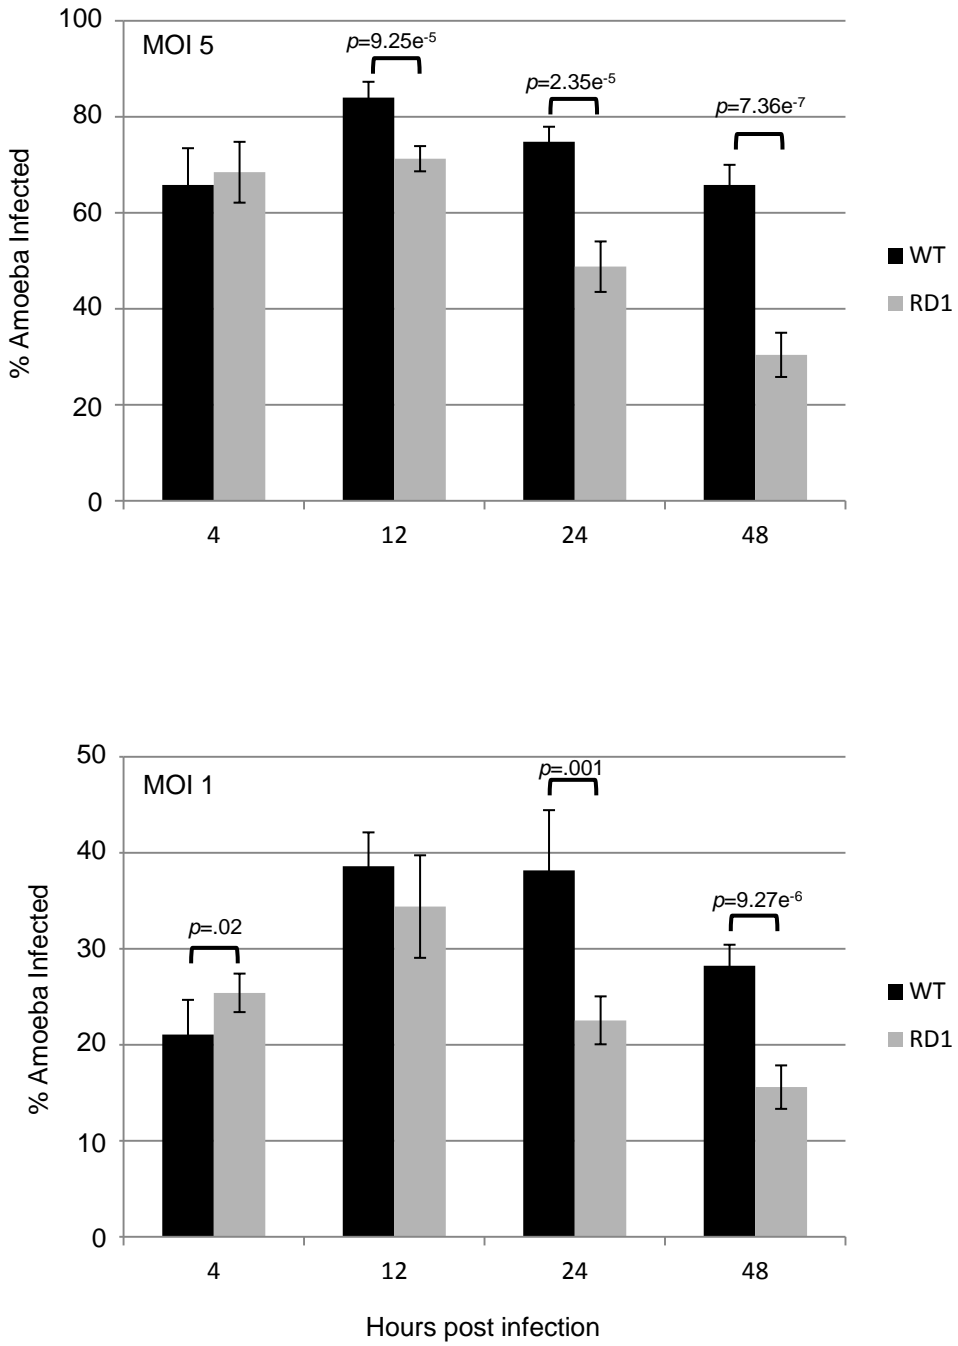 100
MOI 5
p=9.25e-5
p=2.35e-5
p=7.36e-7
80
60
40
20
0
% Amoeba Infected
WT
RD1
4 12 24 48
50
MOI 1
p=.001
40
p=.02
p=9.27e-6
30
20
10
0
% Amoeba Infected
WT
RD1
4 12 24 48
Hours post infection